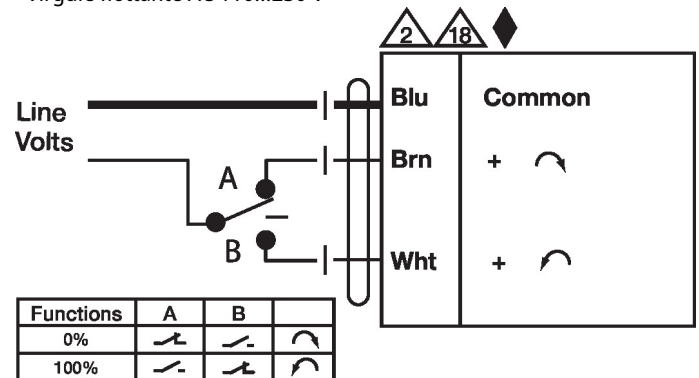 2 18
Blu Common
Line
Volts
Brn +
A
B
Wht +
Functions A B
0%
100%